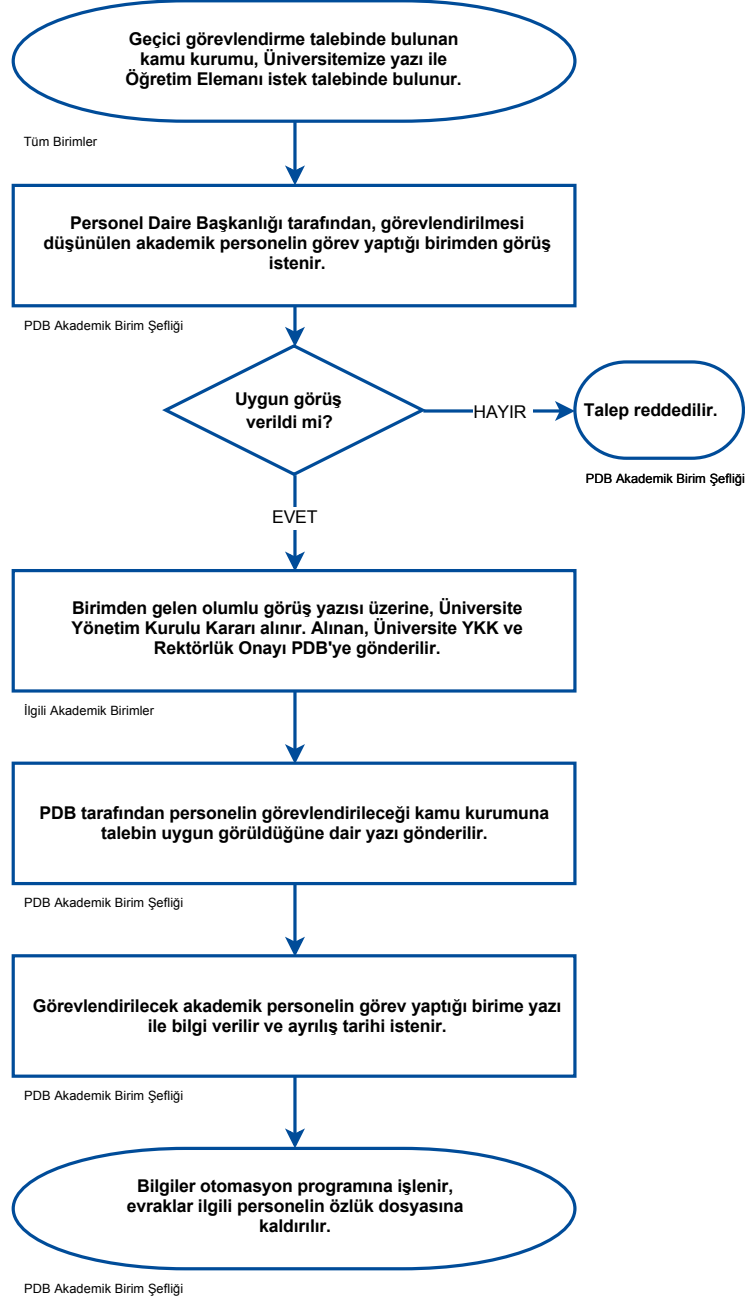 Geçici görevlendirme talebinde bulunan
kamu kurumu, Üniversitemize yazı ile
Öğretim Elemanı istek talebinde bulunur.
Tüm Birimler
Personel Daire Başkanlığı tarafından, görevlendirilmesi
düşünülen akademik personelin görev yaptığı birimden görüş
istenir.
PDB Akademik Birim Şefliği
Uygun görüş
verildi mi?
HAYIR
Talep reddedilir.
PDB Akademik Birim Şefliği
EVET
Birimden gelen olumlu görüş yazısı üzerine, Üniversite
Yönetim Kurulu Kararı alınır. Alınan, Üniversite YKK ve
Rektörlük Onayı PDB'ye gönderilir.
İlgili Akademik Birimler
PDB tarafından personelin görevlendirileceği kamu kurumuna
talebin uygun görüldüğüne dair yazı gönderilir.
PDB Akademik Birim Şefliği
Görevlendirilecek akademik personelin görev yaptığı birime yazı
ile bilgi verilir ve ayrılış tarihi istenir.
PDB Akademik Birim Şefliği
Bilgiler otomasyon programına işlenir,
evraklar ilgili personelin özlük dosyasına
kaldırılır.
PDB Akademik Birim Şefliği